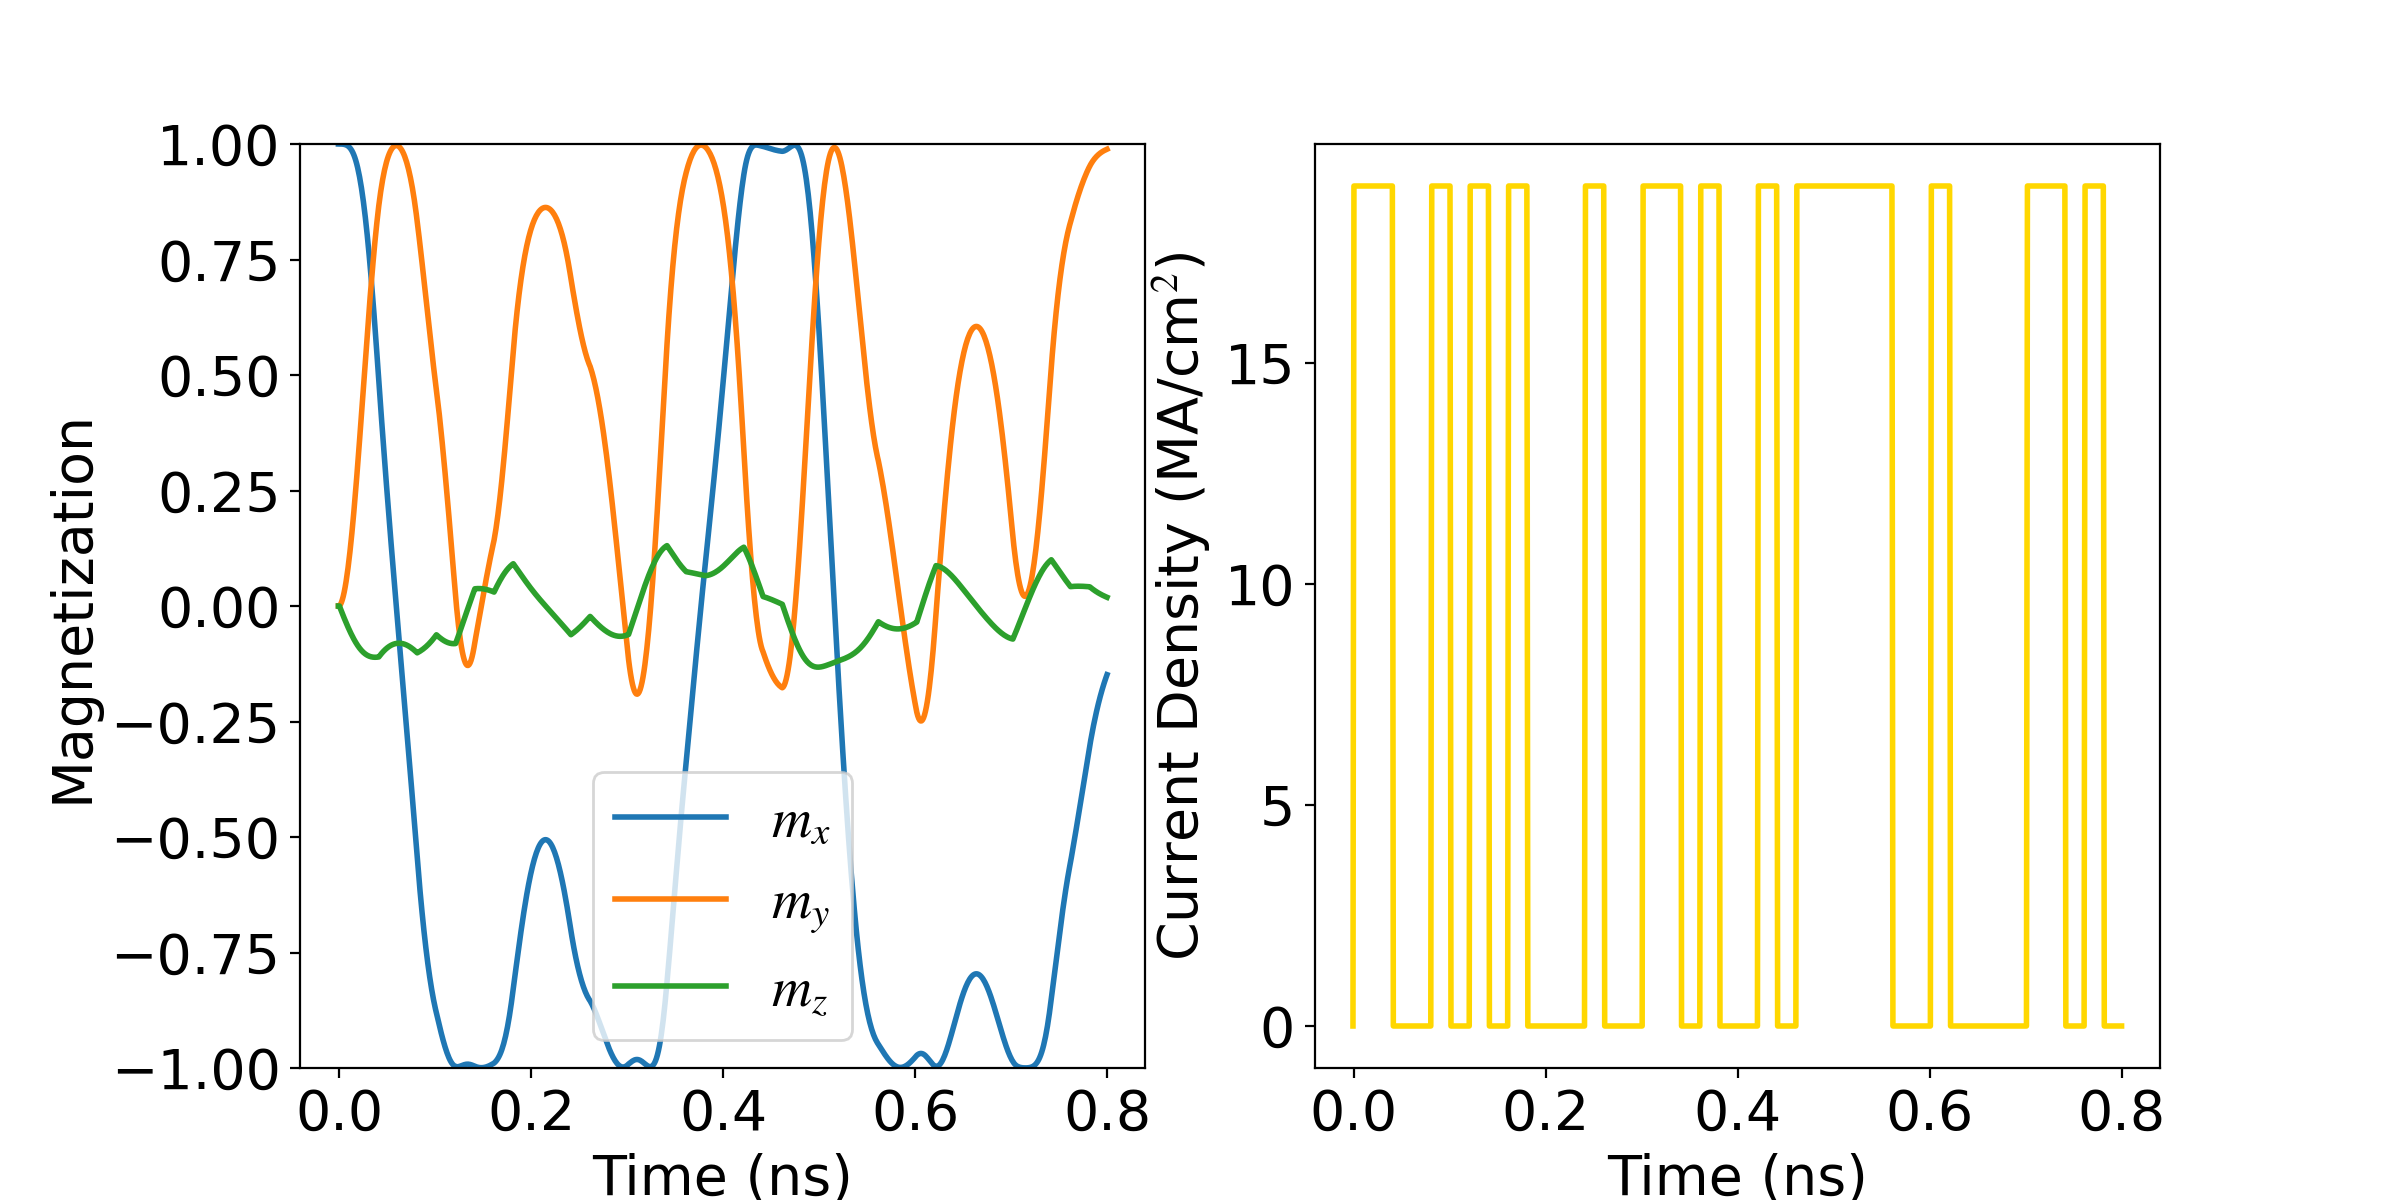 Magnetization
1.00
0.75
0.50
0.25
0.00
−0.25
−0.50
−0.75
−1.00
0.0 0.2 0.4 0.6 0.8
Time (ns)
m_x
m_y
m_z
Current Density (MA/cm²)
15
10
5
0
0.0 0.2 0.4 0.6 0.8
Time (ns)